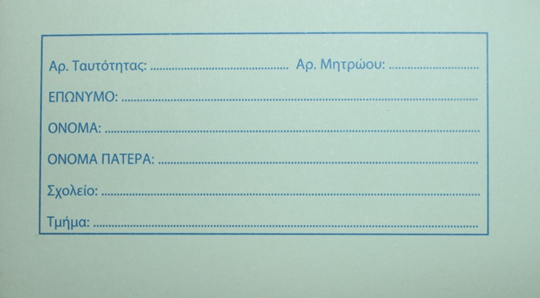 Αρ. Ταυτότητας: ............................................ Αρ. Μητρώου: .............................
ΕΠΩΝΥΜΟ: ................................................................................
ΟΝΟΜΑ: ................................................................................
ΟΝΟΜΑ ΠΑΤΕΡΑ: ................................................................................
Σχολείο: ................................................................................
Τμήμα: ................................................................................